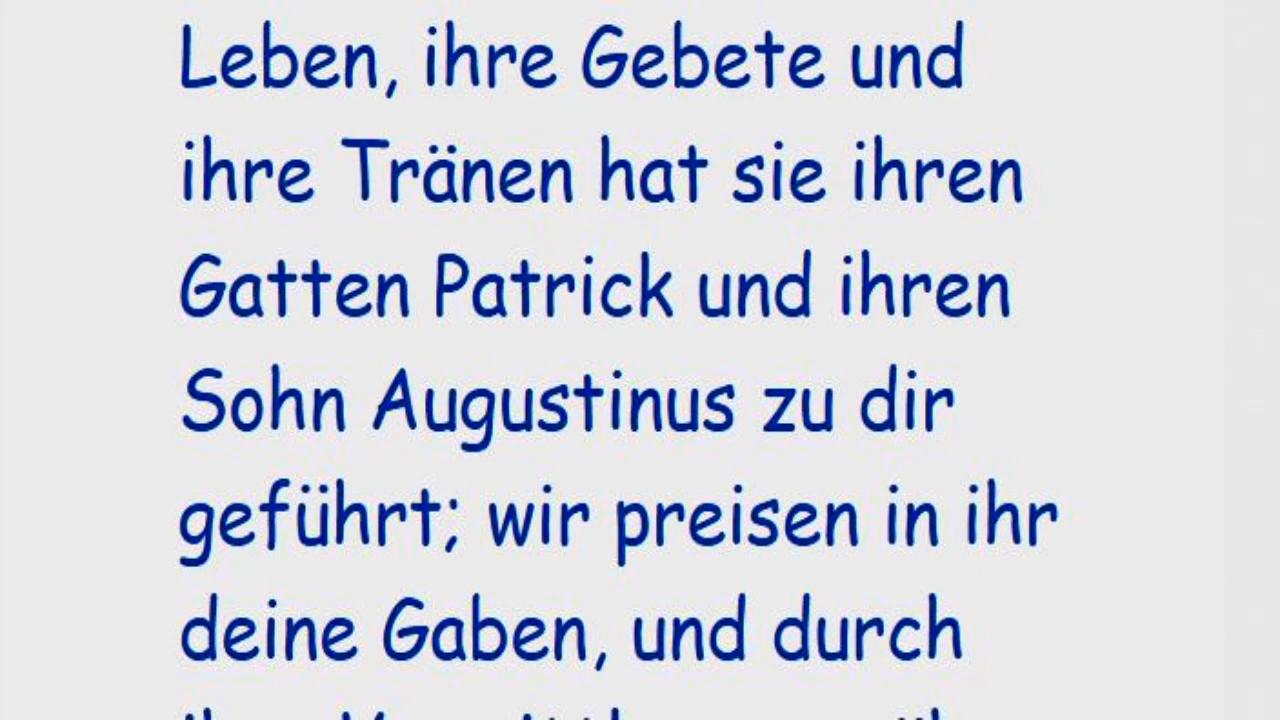 Leben, ihre Gebete und
ihre Tränen hat sie ihren
Gatten Patrick und ihren
Sohn Augustinus zu dir
geführt; wir preisen in ihr
deine Gaben, und durch